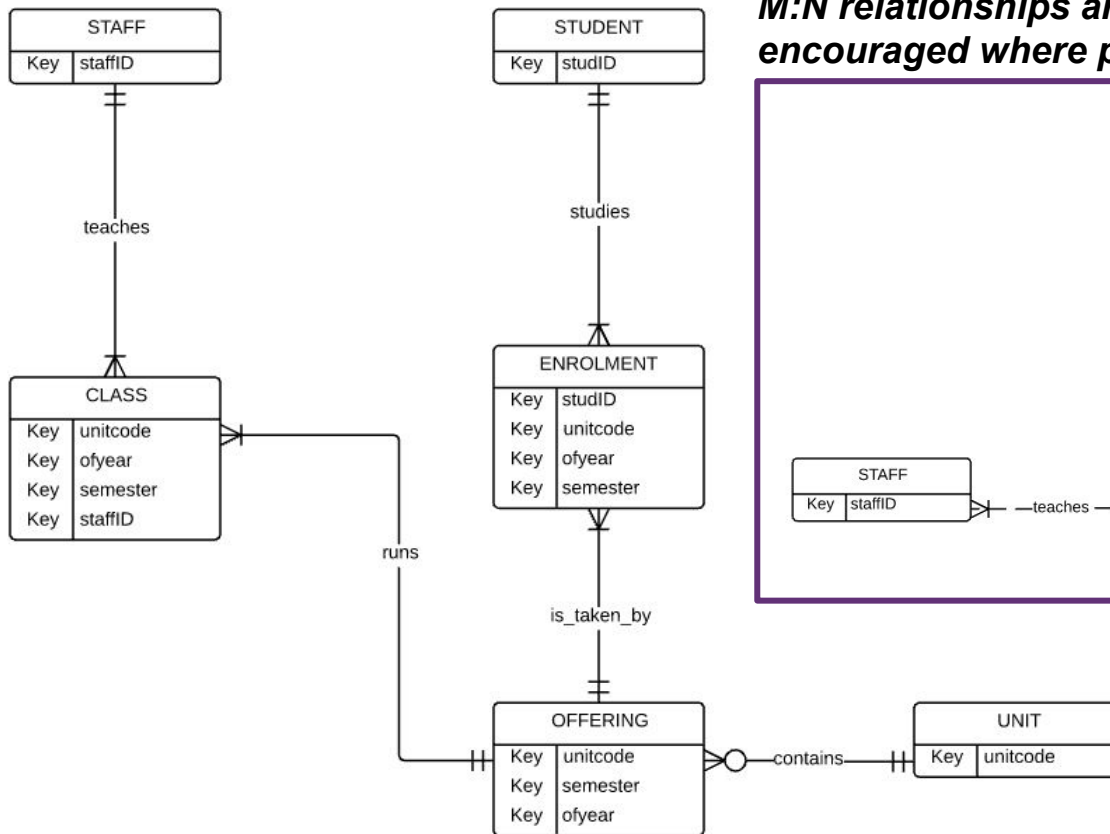 M:N relationships
encouraged where
STAFF
Key staffID
STUDENT
Key studID
teaches
studies
CLASS
Key unitcode
Key ofyear
Key semester
Key staffID
ENROLMENT
Key studID
Key unitcode
Key ofyear
Key semester
STAFF
Key staffID
teaches
runs
is_taken_by
OFFERING
Key unitcode
Key semester
Key ofyear
contains
UNIT
Key unitcode